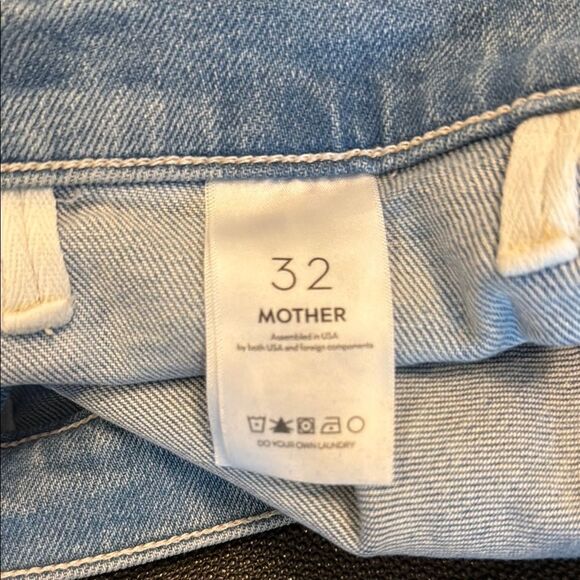 32
MOTHER
Assembled in USA
by both USA and foreign components
DO YOUR OWN LAUNDRY